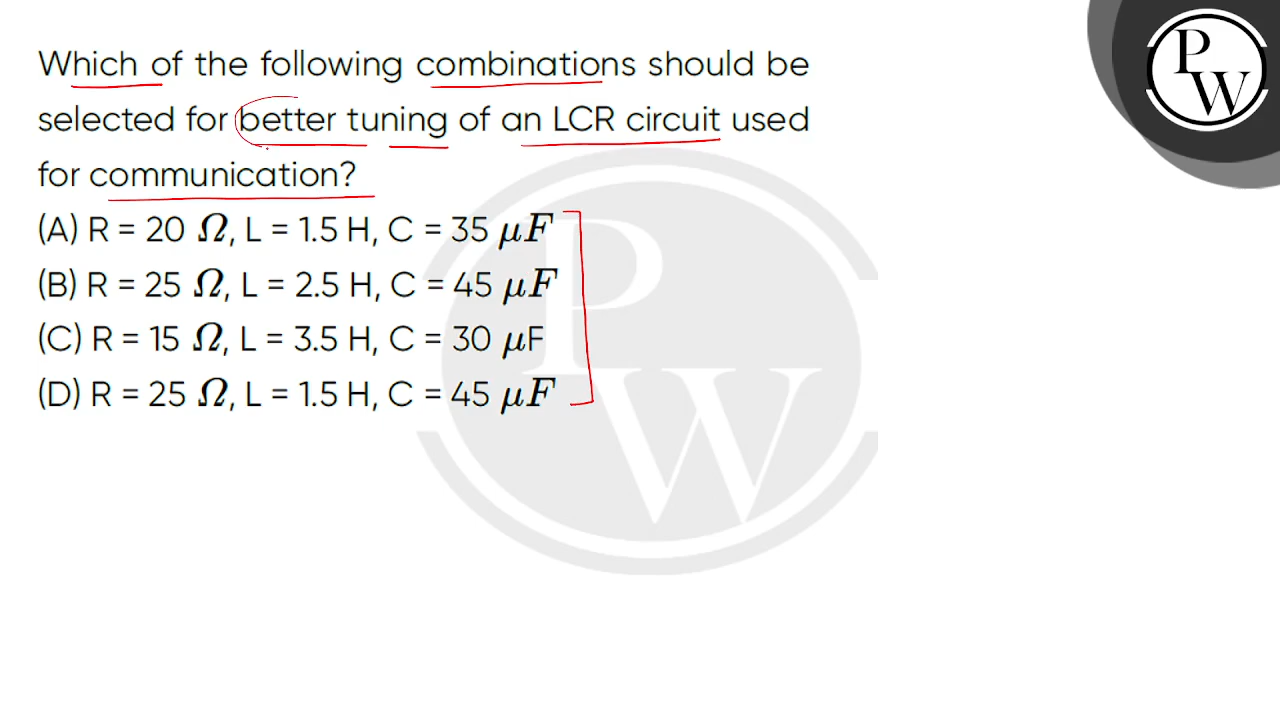 Which of the following combinations should be
selected for better tuning of an LCR circuit used
for communication?
(A) R = 20 Ω, L = 1.5 H, C = 35 μF
(B) R = 25 Ω, L = 2.5 H, C = 45 μF
(C) R = 15 Ω, L = 3.5 H, C = 30 μF
(D) R = 25 Ω, L = 1.5 H, C = 45 μF
P
W
P
W